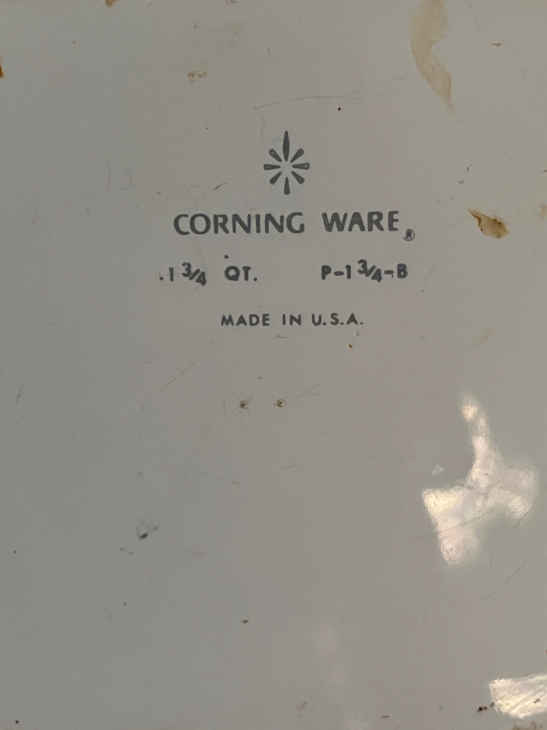 CORNING WARE®
1 3/4 QT. P-1 3/4-B
MADE IN U.S.A.